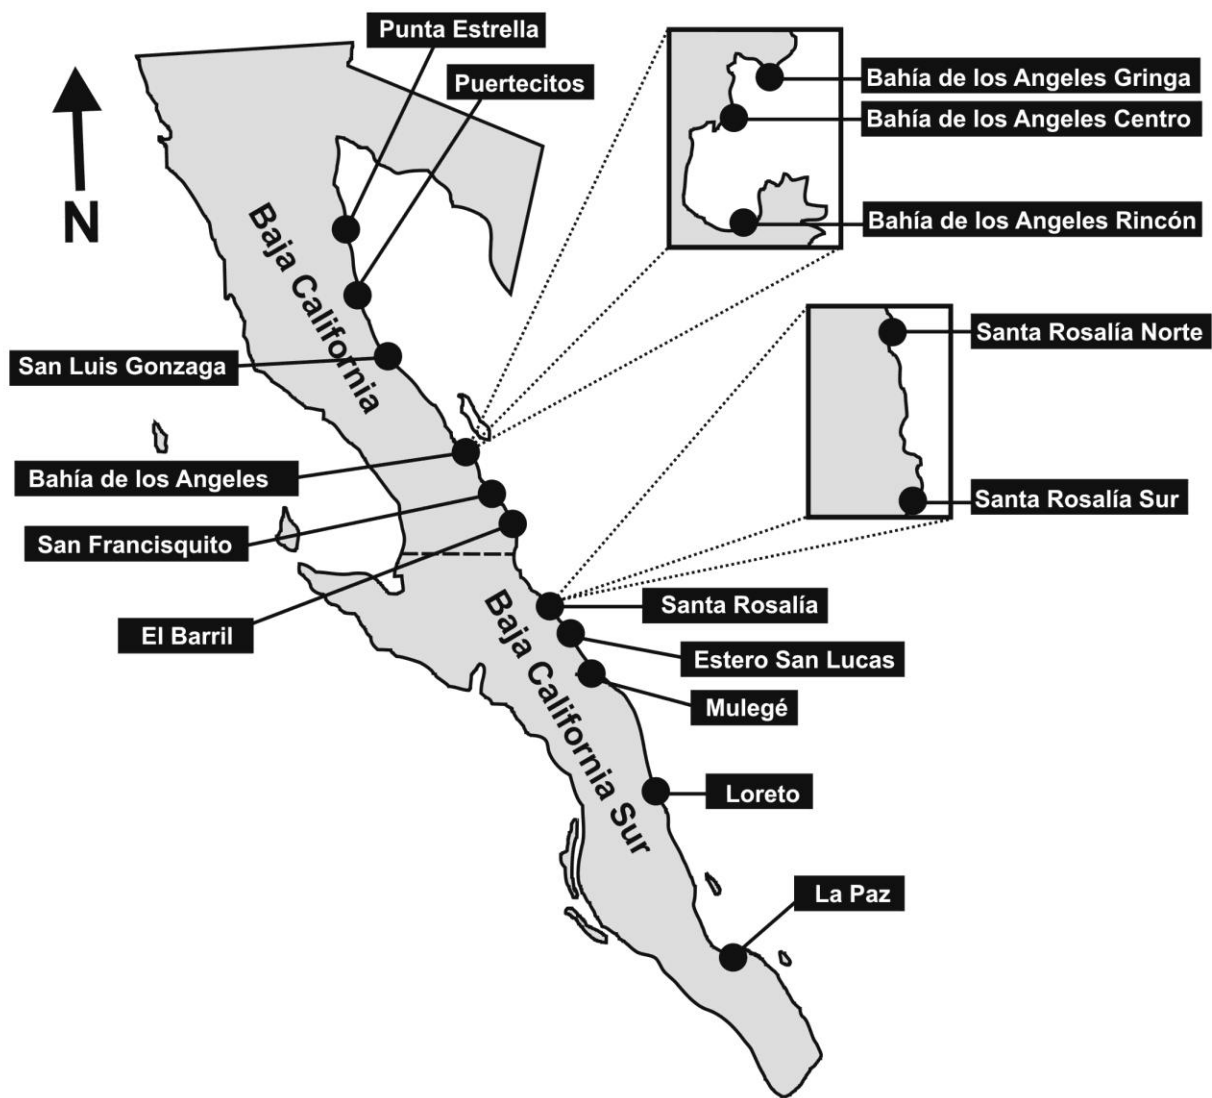 Punta Estrella
Puertecitos
Bahía de los Angeles Gringa
Bahía de los Angeles Centro
Bahía de los Angeles Rincón
N
Baja California
Santa Rosalía Norte
San Luis Gonzaga
Bahía de los Angeles
Santa Rosalía Sur
San Francisquito
El Barril
Santa Rosalía
Estero San Lucas
Mulegé
Baja California Sur
Loreto
La Paz